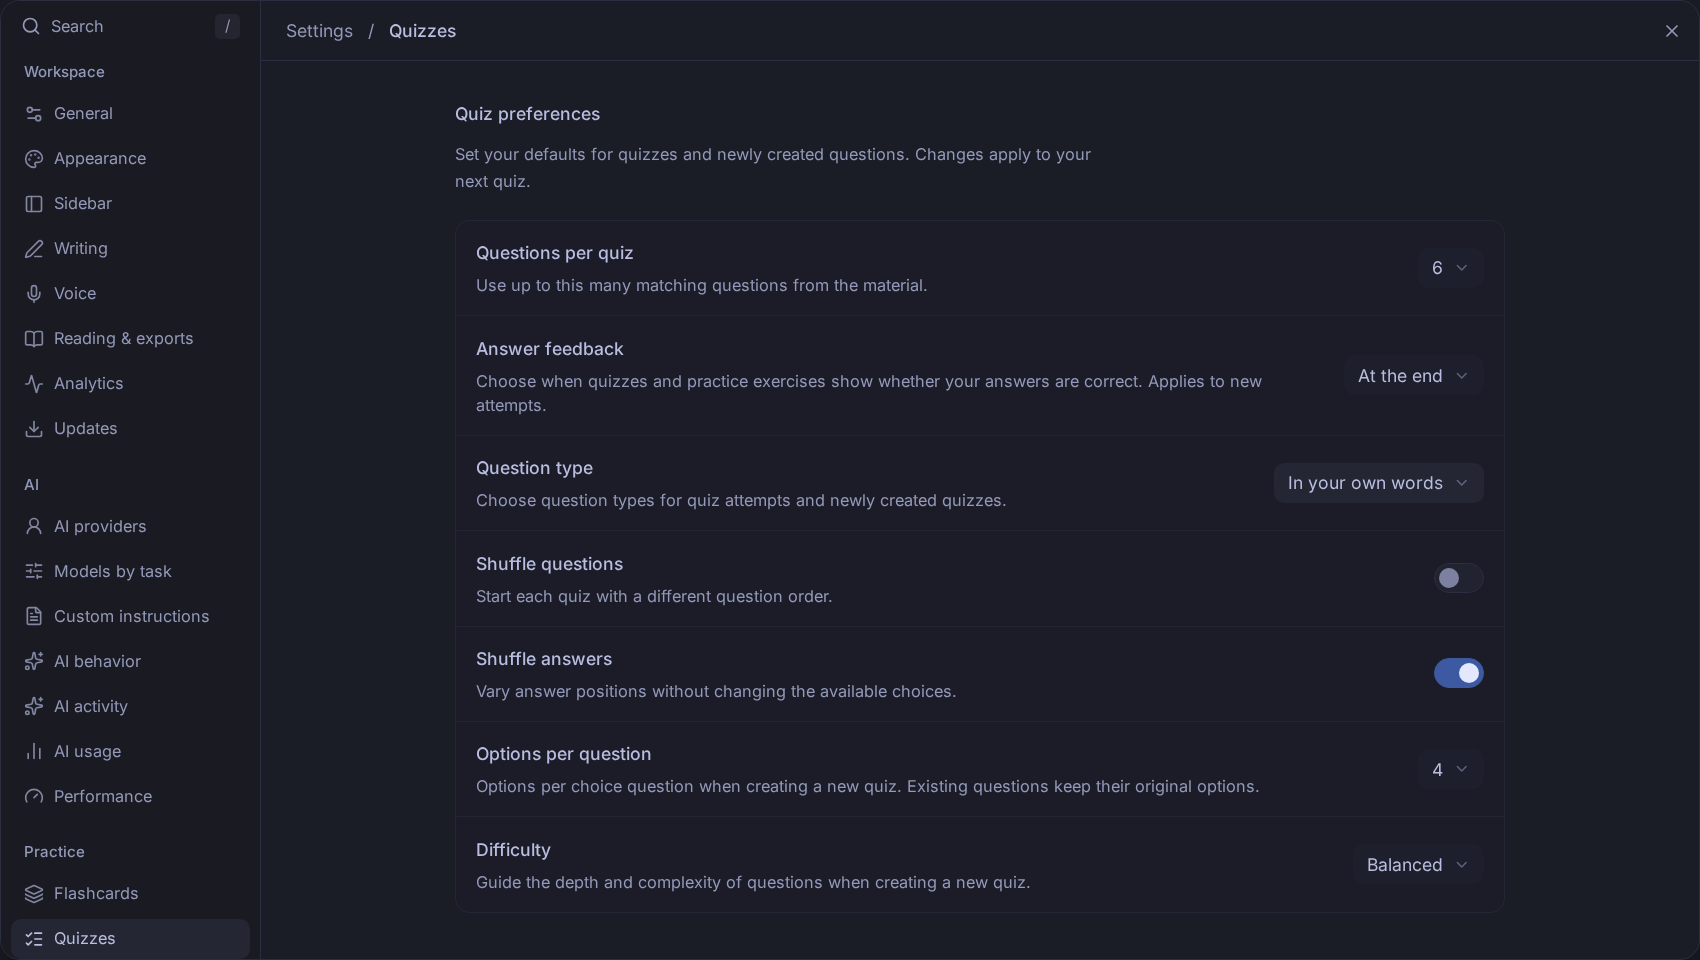 Search
/
Workspace
General
Appearance
Sidebar
Writing
Voice
Reading & exports
Analytics
Updates
AI
AI providers
Models by task
Custom instructions
AI behavior
AI activity
AI usage
Performance
Practice
Flashcards
Quizzes
Settings / Quizzes
Quiz preferences
Set your defaults for quizzes and newly created questions. Changes apply to your
next quiz.
Questions per quiz
Use up to this many matching questions from the material.
6
Answer feedback
Choose when quizzes and practice exercises show whether your answers are correct. Applies to new
attempts.
At the end
Question type
Choose question types for quiz attempts and newly created quizzes.
In your own words
Shuffle questions
Start each quiz with a different question order.
Shuffle answers
Vary answer positions without changing the available choices.
Options per question
Options per choice question when creating a new quiz. Existing questions keep their original options.
4
Difficulty
Guide the depth and complexity of questions when creating a new quiz.
Balanced